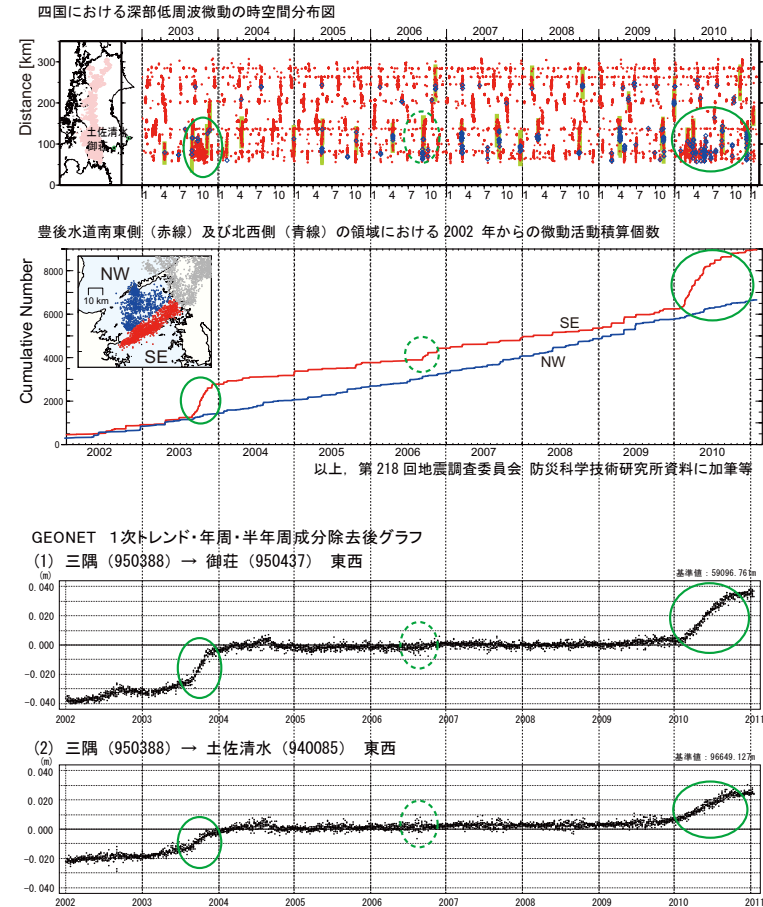 四国における深部低周波微動の時空間分布図
2003 2004 2005 2006 2007 2008 2009 2010
Distance [km]
300
200
100
0
土佐清水
御荘
1 4 7 10 1 4 7 10 1 4 7 10 1 4 7 10 1 4 7 10 1 4 7 10 1 4 7 10 1 4 7 10 1
豊後水道南東側（赤線）及び北西側（青線）の領域における 2002 年からの微動活動積算個数
Cumulative Number
8000
6000
4000
2000
0
NW
10 km
SE
SE
NW
2002 2003 2004 2005 2006 2007 2008 2009 2010
以上，第 218 回地震調査委員会 防災科学技術研究所資料に加筆等
GEONET 1次トレンド・年周・半年周成分除去後グラフ
(1) 三隅（950388）→ 御荘（950437） 東西
(m)
基準値：59096.761m
0.040
0.020
0.000
-0.020
-0.040
2002 2003 2004 2005 2006 2007 2008 2009 2010 2011
(2) 三隅（950388）→ 土佐清水（940085） 東西
(m)
基準値：96649.127m
0.040
0.020
0.000
-0.020
-0.040
2002 2003 2004 2005 2006 2007 2008 2009 2010 2011